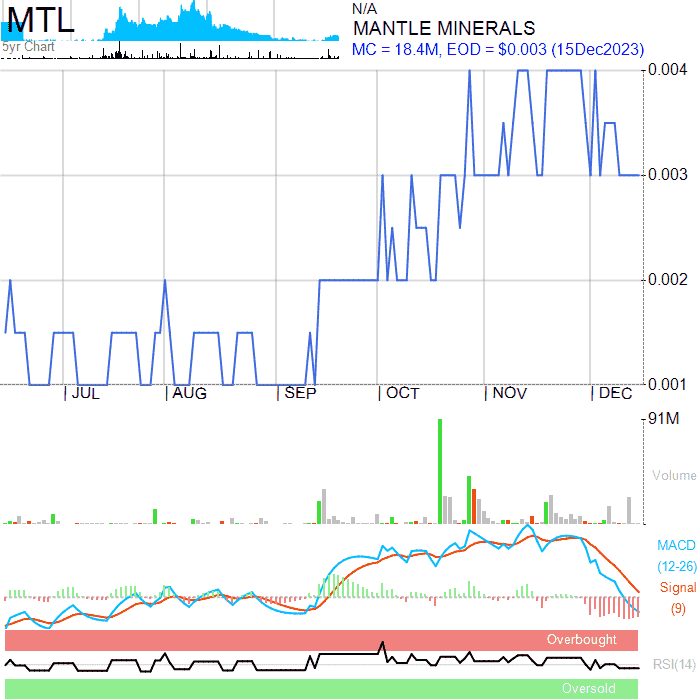 MTL
5yr Chart
N/A
MANTLE MINERALS
MC = 18.4M, EOD = $0.003 (15Dec2023)
0.004
0.003
0.002
0.001
JUL
AUG
SEP
OCT
NOV
DEC
91M
Volume
MACD
(12-26)
Signal
(9)
Overbought
RSI(14)
Oversold